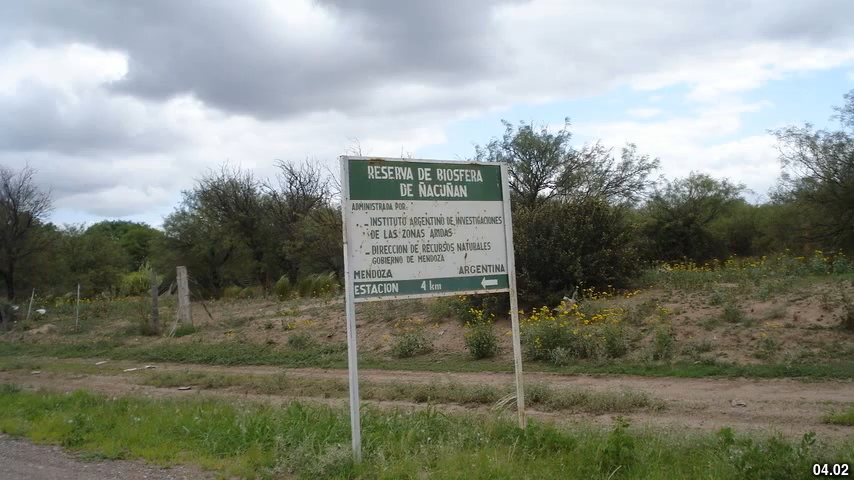 RESERVA DE BIOSFERA
DE ÑACUÑAN
ADMINISTRADA POR:
- INSTITUTO ARGENTINO DE INVESTIGACIONES
DE LAS ZONAS ARIDAS
- DIRECCION DE RECURSOS NATURALES
GOBIERNO DE MENDOZA
MENDOZA ARGENTINA
ESTACION 4 km ←
04.02